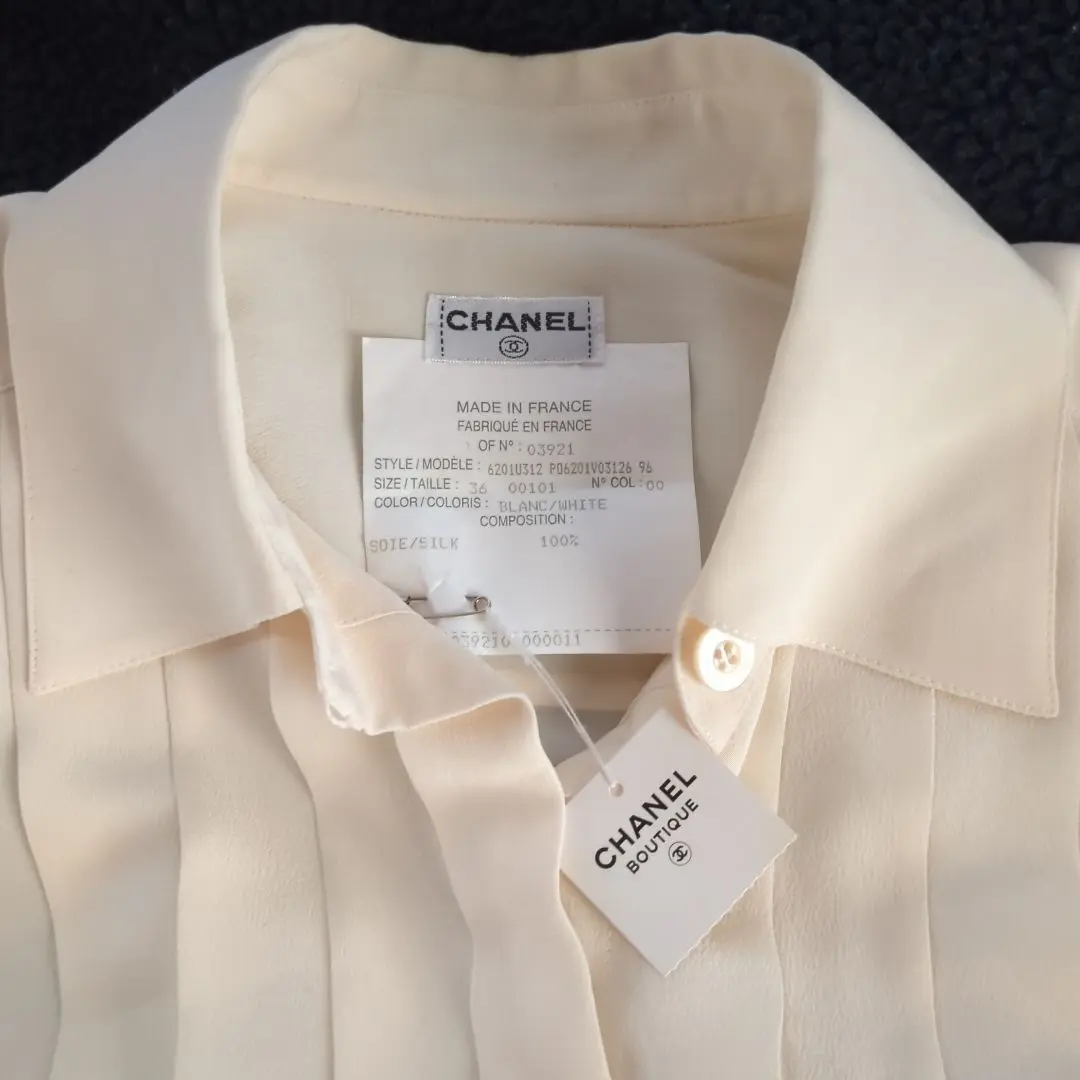 CHANEL
MADE IN FRANCE
FABRIQUÉ EN FRANCE
OF N° : 03921
STYLE / MODÈLE : 6201U312 P06201V03126 96
SIZE / TAILLE : 36 00101 N° COL : 00
COLOR / COLORIS : BLANC/WHITE
COMPOSITION :
SOIE/SILK 100%
039210 000011
CHANEL
BOUTIQUE